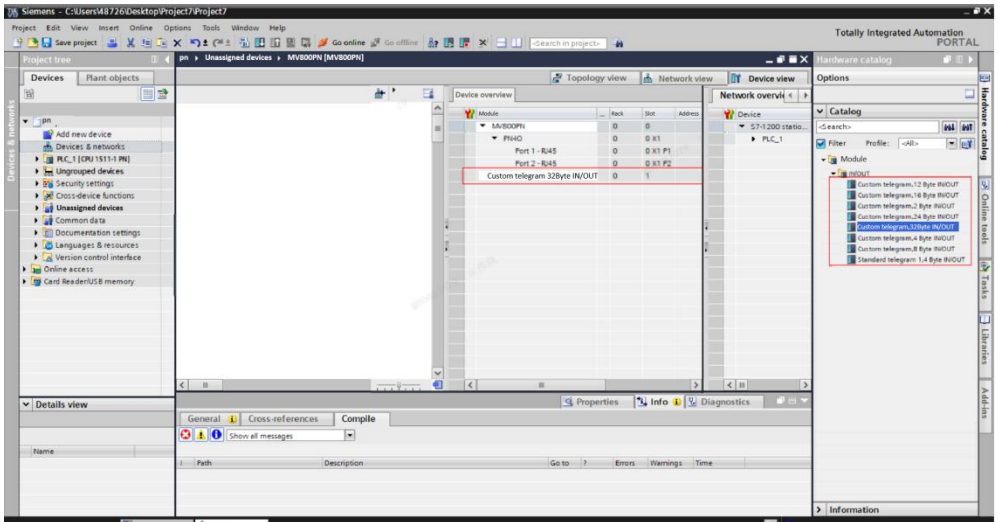 Siemens - C:\Users\48726\Desktop\Project7\Project7
Project Edit View Insert Online Options Tools Window Help
Save project Go online Go offline <Search in project>
Totally Integrated Automation
PORTAL
Project tree
pn ▸ Unassigned devices ▸ MV800PN [MV800PN]
Hardware catalog
Devices Plant objects
Topology view Network view Device view
Options
Device overview
Network overvi
Catalog
<Search>
Filter Profile: <All>
Module
IN/OUT
Custom telegram,12 Byte IN/OUT
Custom telegram,16 Byte IN/OUT
Custom telegram,2 Byte IN/OUT
Custom telegram,24 Byte IN/OUT
Custom telegram,32Byte IN/OUT
Custom telegram,4 Byte IN/OUT
Custom telegram,8 Byte IN/OUT
Standard telegram 1,4 Byte IN/OUT
Module ... Rack Slot Address
MV800PN 0 0
PN-IO 0 0 X1
Port 1 - RJ45 0 0 X1 P1
Port 2 - RJ45 0 0 X1 P2
Custom telegram 32Byte IN/OUT 0 1
Device
S7-1200 statio...
PLC_1
pn
Add new device
Devices & networks
PLC_1 [CPU 1511-1 PN]
Ungrouped devices
Security settings
Cross-device functions
Unassigned devices
Common data
Documentation settings
Languages & resources
Version control interface
Online access
Card Reader/USB memory
Devices & networks
Hardware catalog
Online tools
Tasks
Libraries
Add-ins
Details view
Name
Properties Info Diagnostics
General Cross-references Compile
Show all messages
! Path Description Go to ? Errors Warnings Time
Information